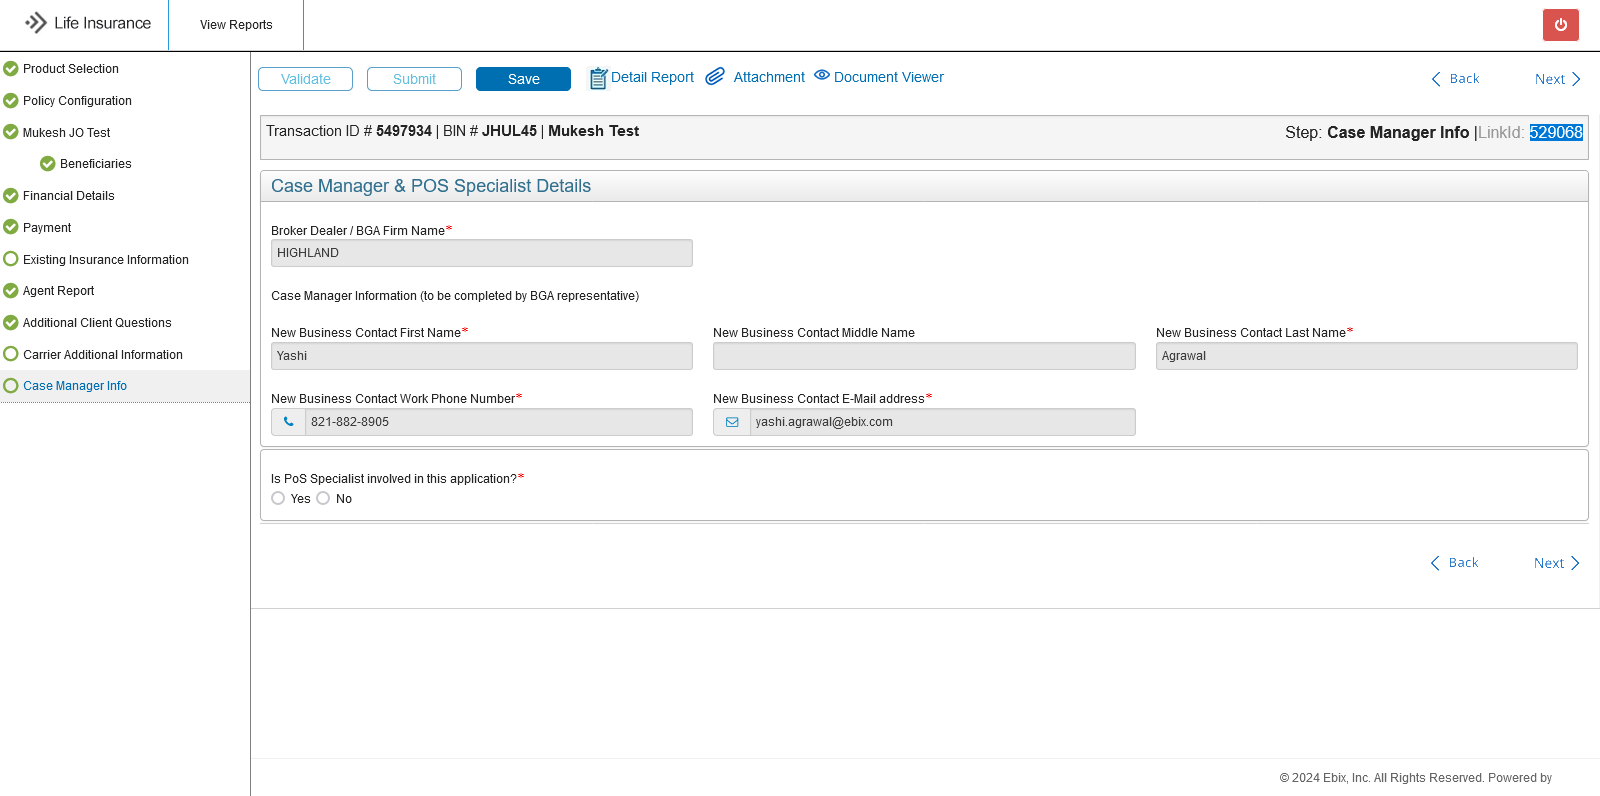 Life Insurance
View Reports
Product Selection
Policy Configuration
Mukesh JO Test
Beneficiaries
Financial Details
Payment
Existing Insurance Information
Agent Report
Additional Client Questions
Carrier Additional Information
Case Manager Info
Validate Submit Save Detail Report Attachment Document Viewer Back Next
Transaction ID # 5497934 | BIN # JHUL45 | Mukesh Test
Step: Case Manager Info |LinkId: 529068
Case Manager & POS Specialist Details
Broker Dealer / BGA Firm Name*
HIGHLAND
Case Manager Information (to be completed by BGA representative)
New Business Contact First Name* New Business Contact Middle Name New Business Contact Last Name*
Yashi Agrawal
New Business Contact Work Phone Number* New Business Contact E-Mail address*
821-882-8905 yashi.agrawal@ebix.com
Is PoS Specialist involved in this application?*
Yes No
Back Next
© 2024 Ebix, Inc. All Rights Reserved. Powered by